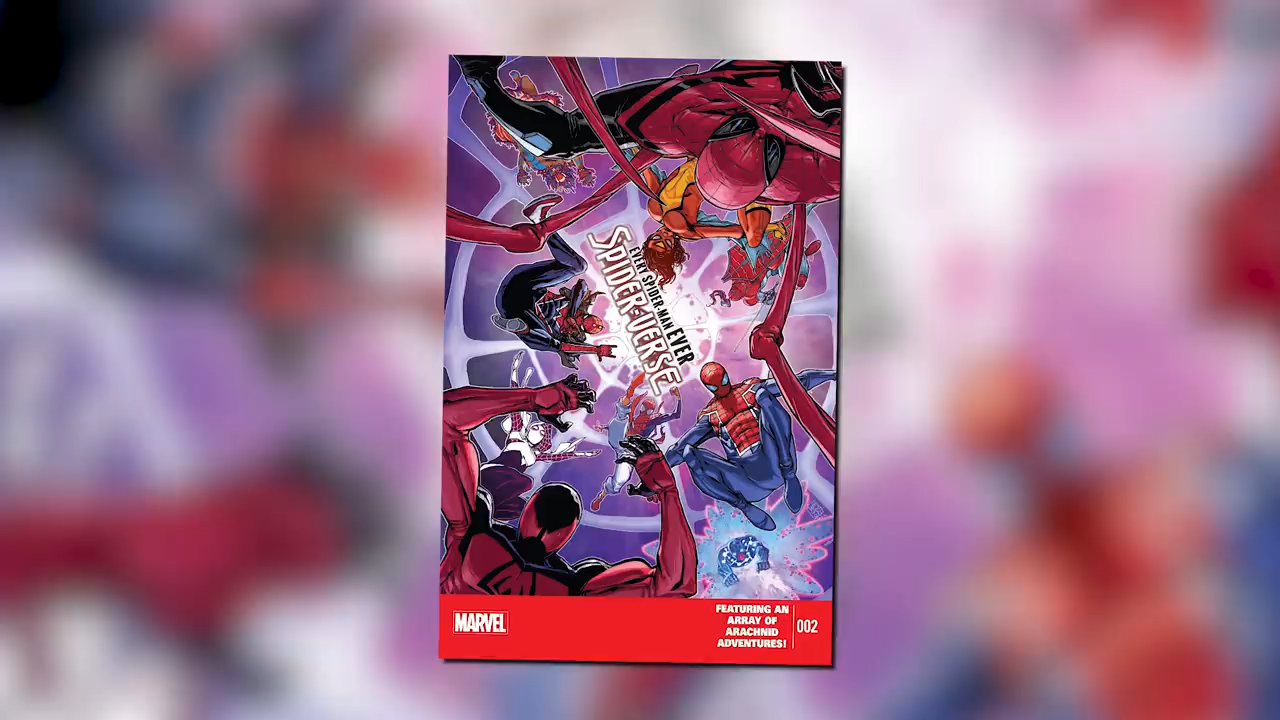 EVERY SPIDER-MAN EVER
SPIDER-VERSE
MARVEL
FEATURING AN
ARRAY OF
ARACHNID
ADVENTURES!
002